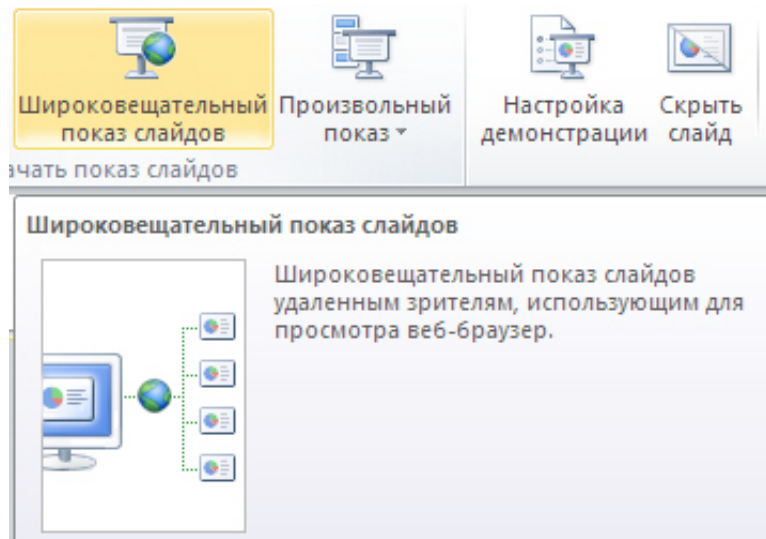 Широковещательный показ слайдов
Произвольный показ
Настройка демонстрации
Скрыть слайд
ачать показ слайдов
Широковещательный показ слайдов
Широковещательный показ слайдов
удаленным зрителям, использующим для
просмотра веб-браузер.